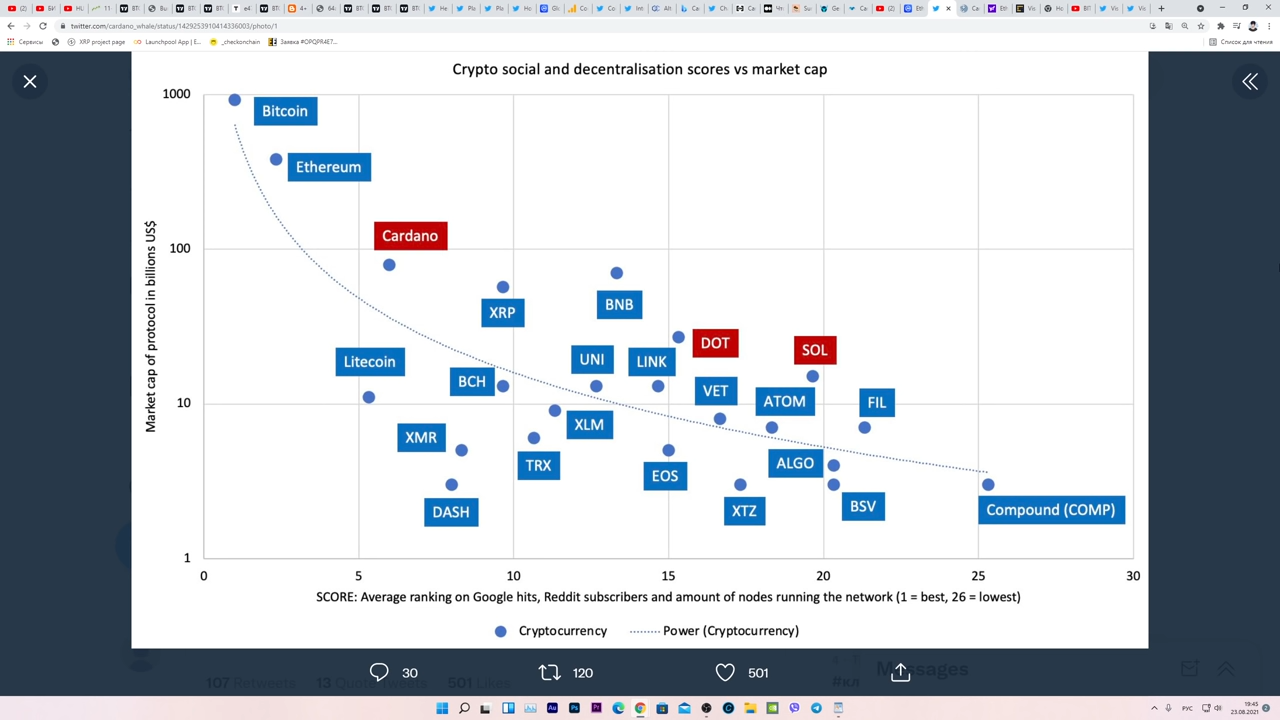 twitter.com/cardano_whale/status/1429253910414336003/photo/1
Сервисы
XRP project page
Launchpool App | E...
_checkonchain
Заявка #OPQPR4E7...
Список для чтения
Crypto social and decentralisation scores vs market cap
Market cap of protocol in billions US$
1000
100
10
1
Bitcoin
Ethereum
Cardano
XRP
BNB
DOT
SOL
Litecoin
BCH
UNI
LINK
VET
ATOM
FIL
XMR
XLM
TRX
EOS
ALGO
DASH
XTZ
BSV
Compound (COMP)
0 5 10 15 20 25 30
SCORE: Average ranking on Google hits, Reddit subscribers and amount of nodes running the network (1 = best, 26 = lowest)
Cryptocurrency Power (Cryptocurrency)
30 120 501
107 Retweets 13 Quote Tweets 501 Likes
Messages
#кл
РУС
19:45
23.08.2021